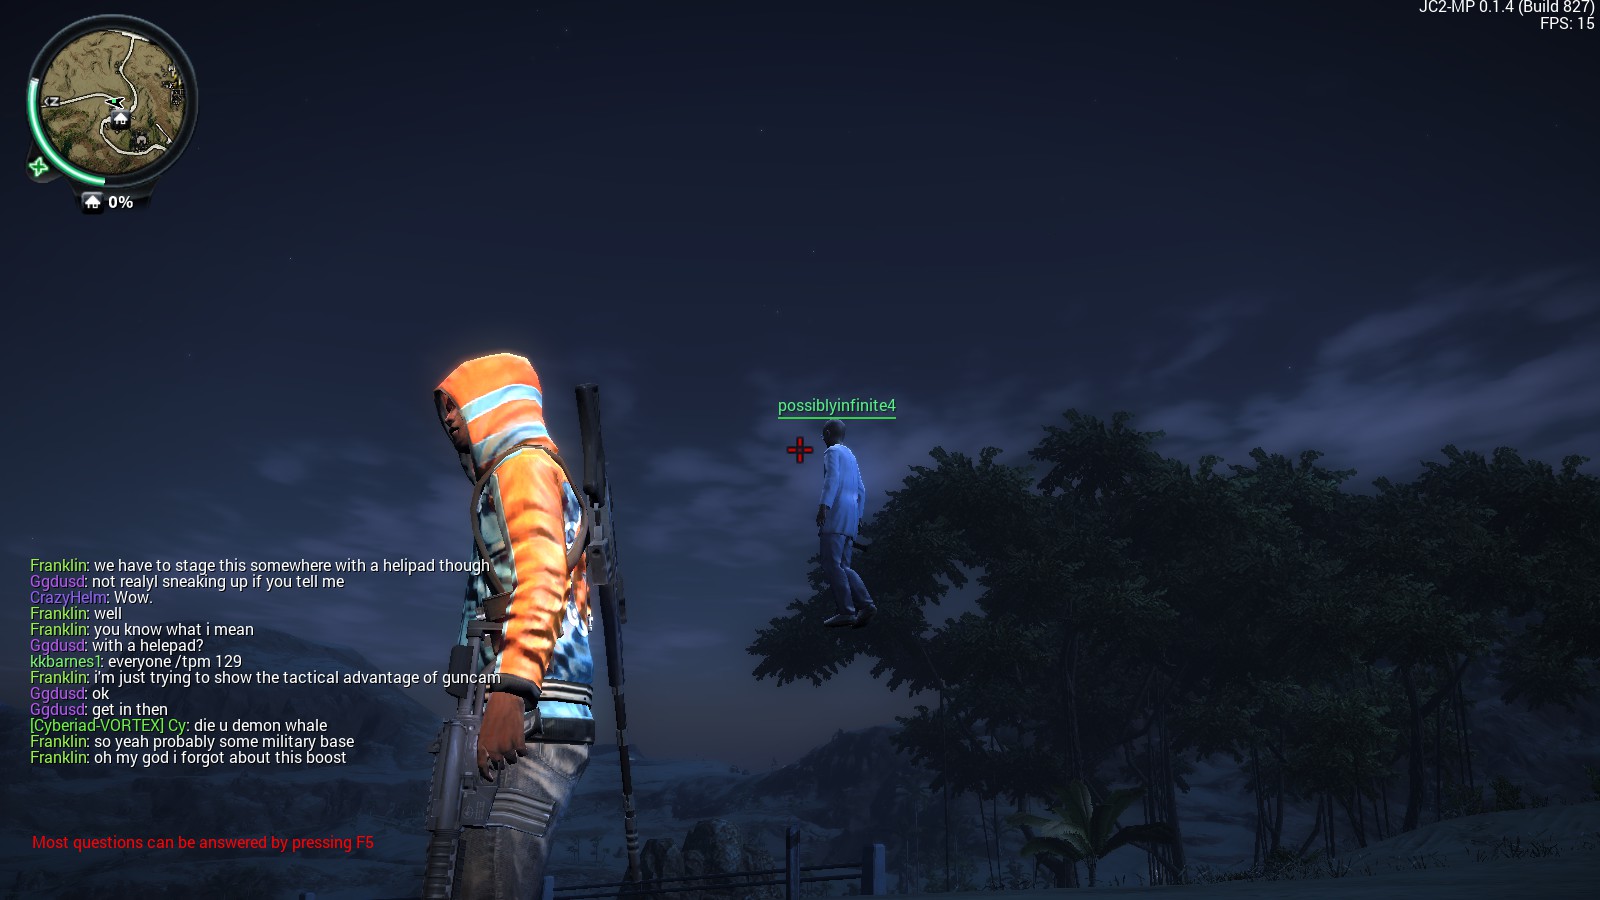 JC2-MP 0.1.4 (Build 827)
FPS: 15
Z
0%
possiblyinfinite4
Franklin: we have to stage this somewhere with a helipad though
Ggdusd: not realyl sneaking up if you tell me
CrazyHelm: Wow.
Franklin: well
Franklin: you know what i mean
Ggdusd: with a helepad?
kkbarnes1: everyone /tpm 129
Franklin: i'm just trying to show the tactical advantage of guncam
Ggdusd: ok
Ggdusd: get in then
[Cyberiad-VORTEX] Cy: die u demon whale
Franklin: so yeah probably some military base
Franklin: oh my god i forgot about this boost
Most questions can be answered by pressing F5